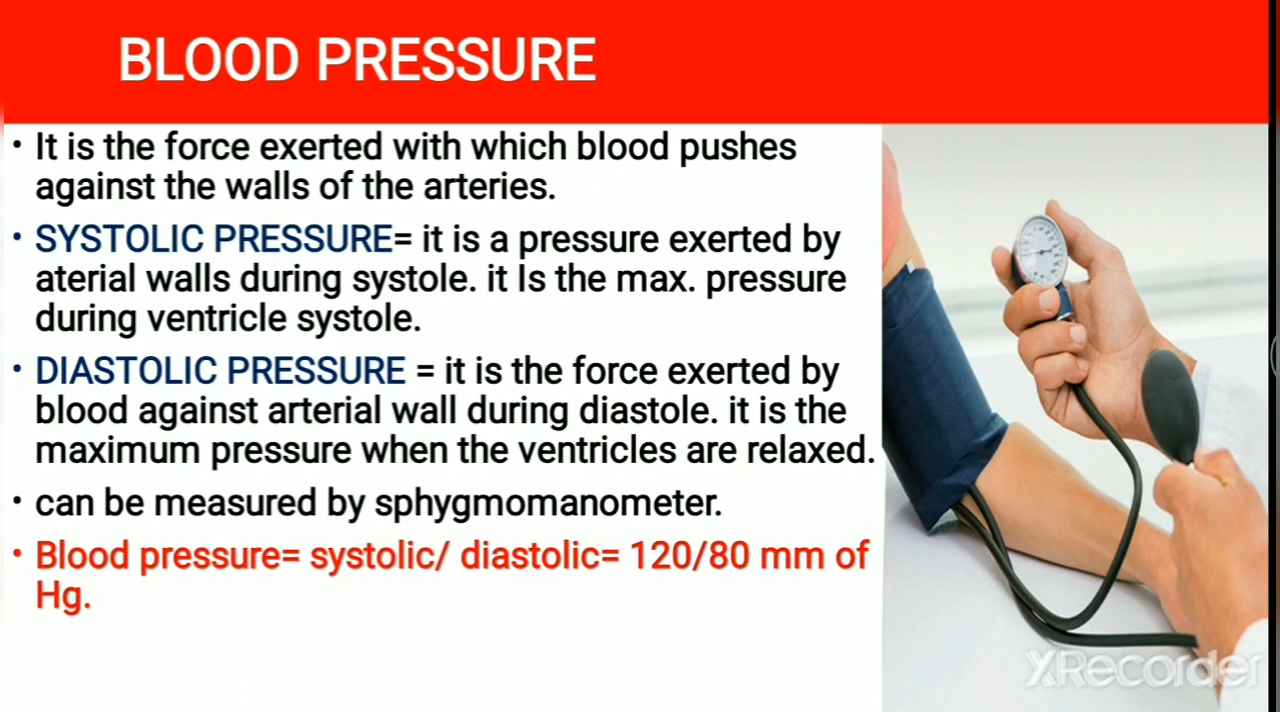 BLOOD PRESSURE
• It is the force exerted with which blood pushes
against the walls of the arteries.
• SYSTOLIC PRESSURE= it is a pressure exerted by
aterial walls during systole. it Is the max. pressure
during ventricle systole.
• DIASTOLIC PRESSURE = it is the force exerted by
blood against arterial wall during diastole. it is the
maximum pressure when the ventricles are relaxed.
• can be measured by sphygmomanometer.
• Blood pressure= systolic/ diastolic= 120/80 mm of
Hg.
XRecorder